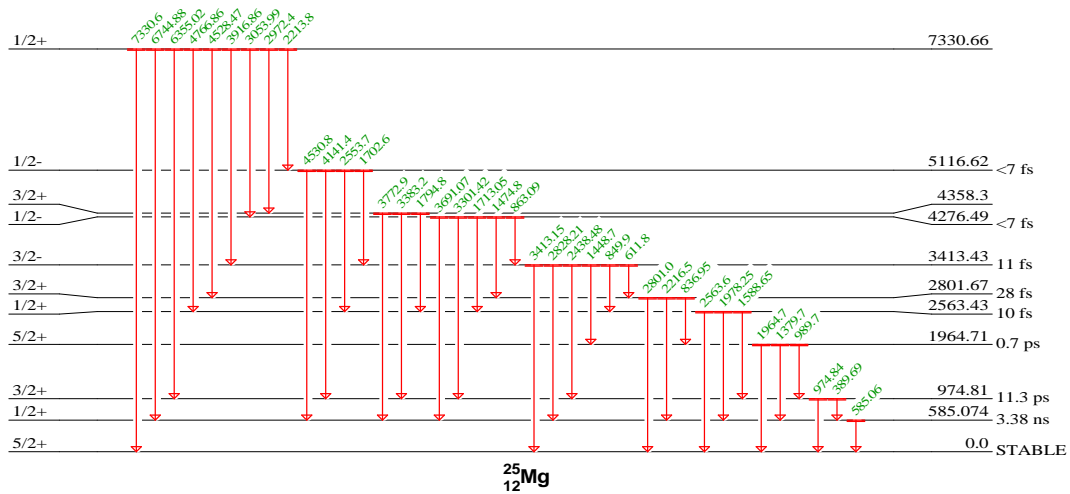 7330.6 6744.88 6355.02 4766.86 4528.47 3916.86 3053.99 2972.4 2213.8
1/2+ 7330.66
4530.8 4141.4 2553.7 1702.6
1/2- 5116.62 <7 fs
3772.9 3383.2 1794.8 3691.07 3301.42 1713.05 1474.8 863.09
3/2+ 4358.3
1/2- 4276.49 <7 fs
3413.15 2828.21 2438.48 1448.7 849.9 611.8
3/2- 3413.43 11 fs
2801.0 2216.5 836.95
3/2+ 2801.67 28 fs
2563.6 1978.25 1588.65
1/2+ 2563.43 10 fs
1964.7 1379.7 989.7
5/2+ 1964.71 0.7 ps
974.84 389.69
3/2+ 974.81 11.3 ps
585.06
1/2+ 585.074 3.38 ns
5/2+ 0.0 STABLE
25
12Mg